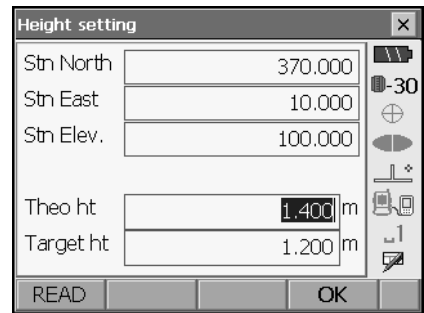 Height setting
Stn North 370.000
-30
Stn East 10.000
Stn Elev. 100.000
Theo ht 1.400 m
Target ht 1.200 m
1
READ OK